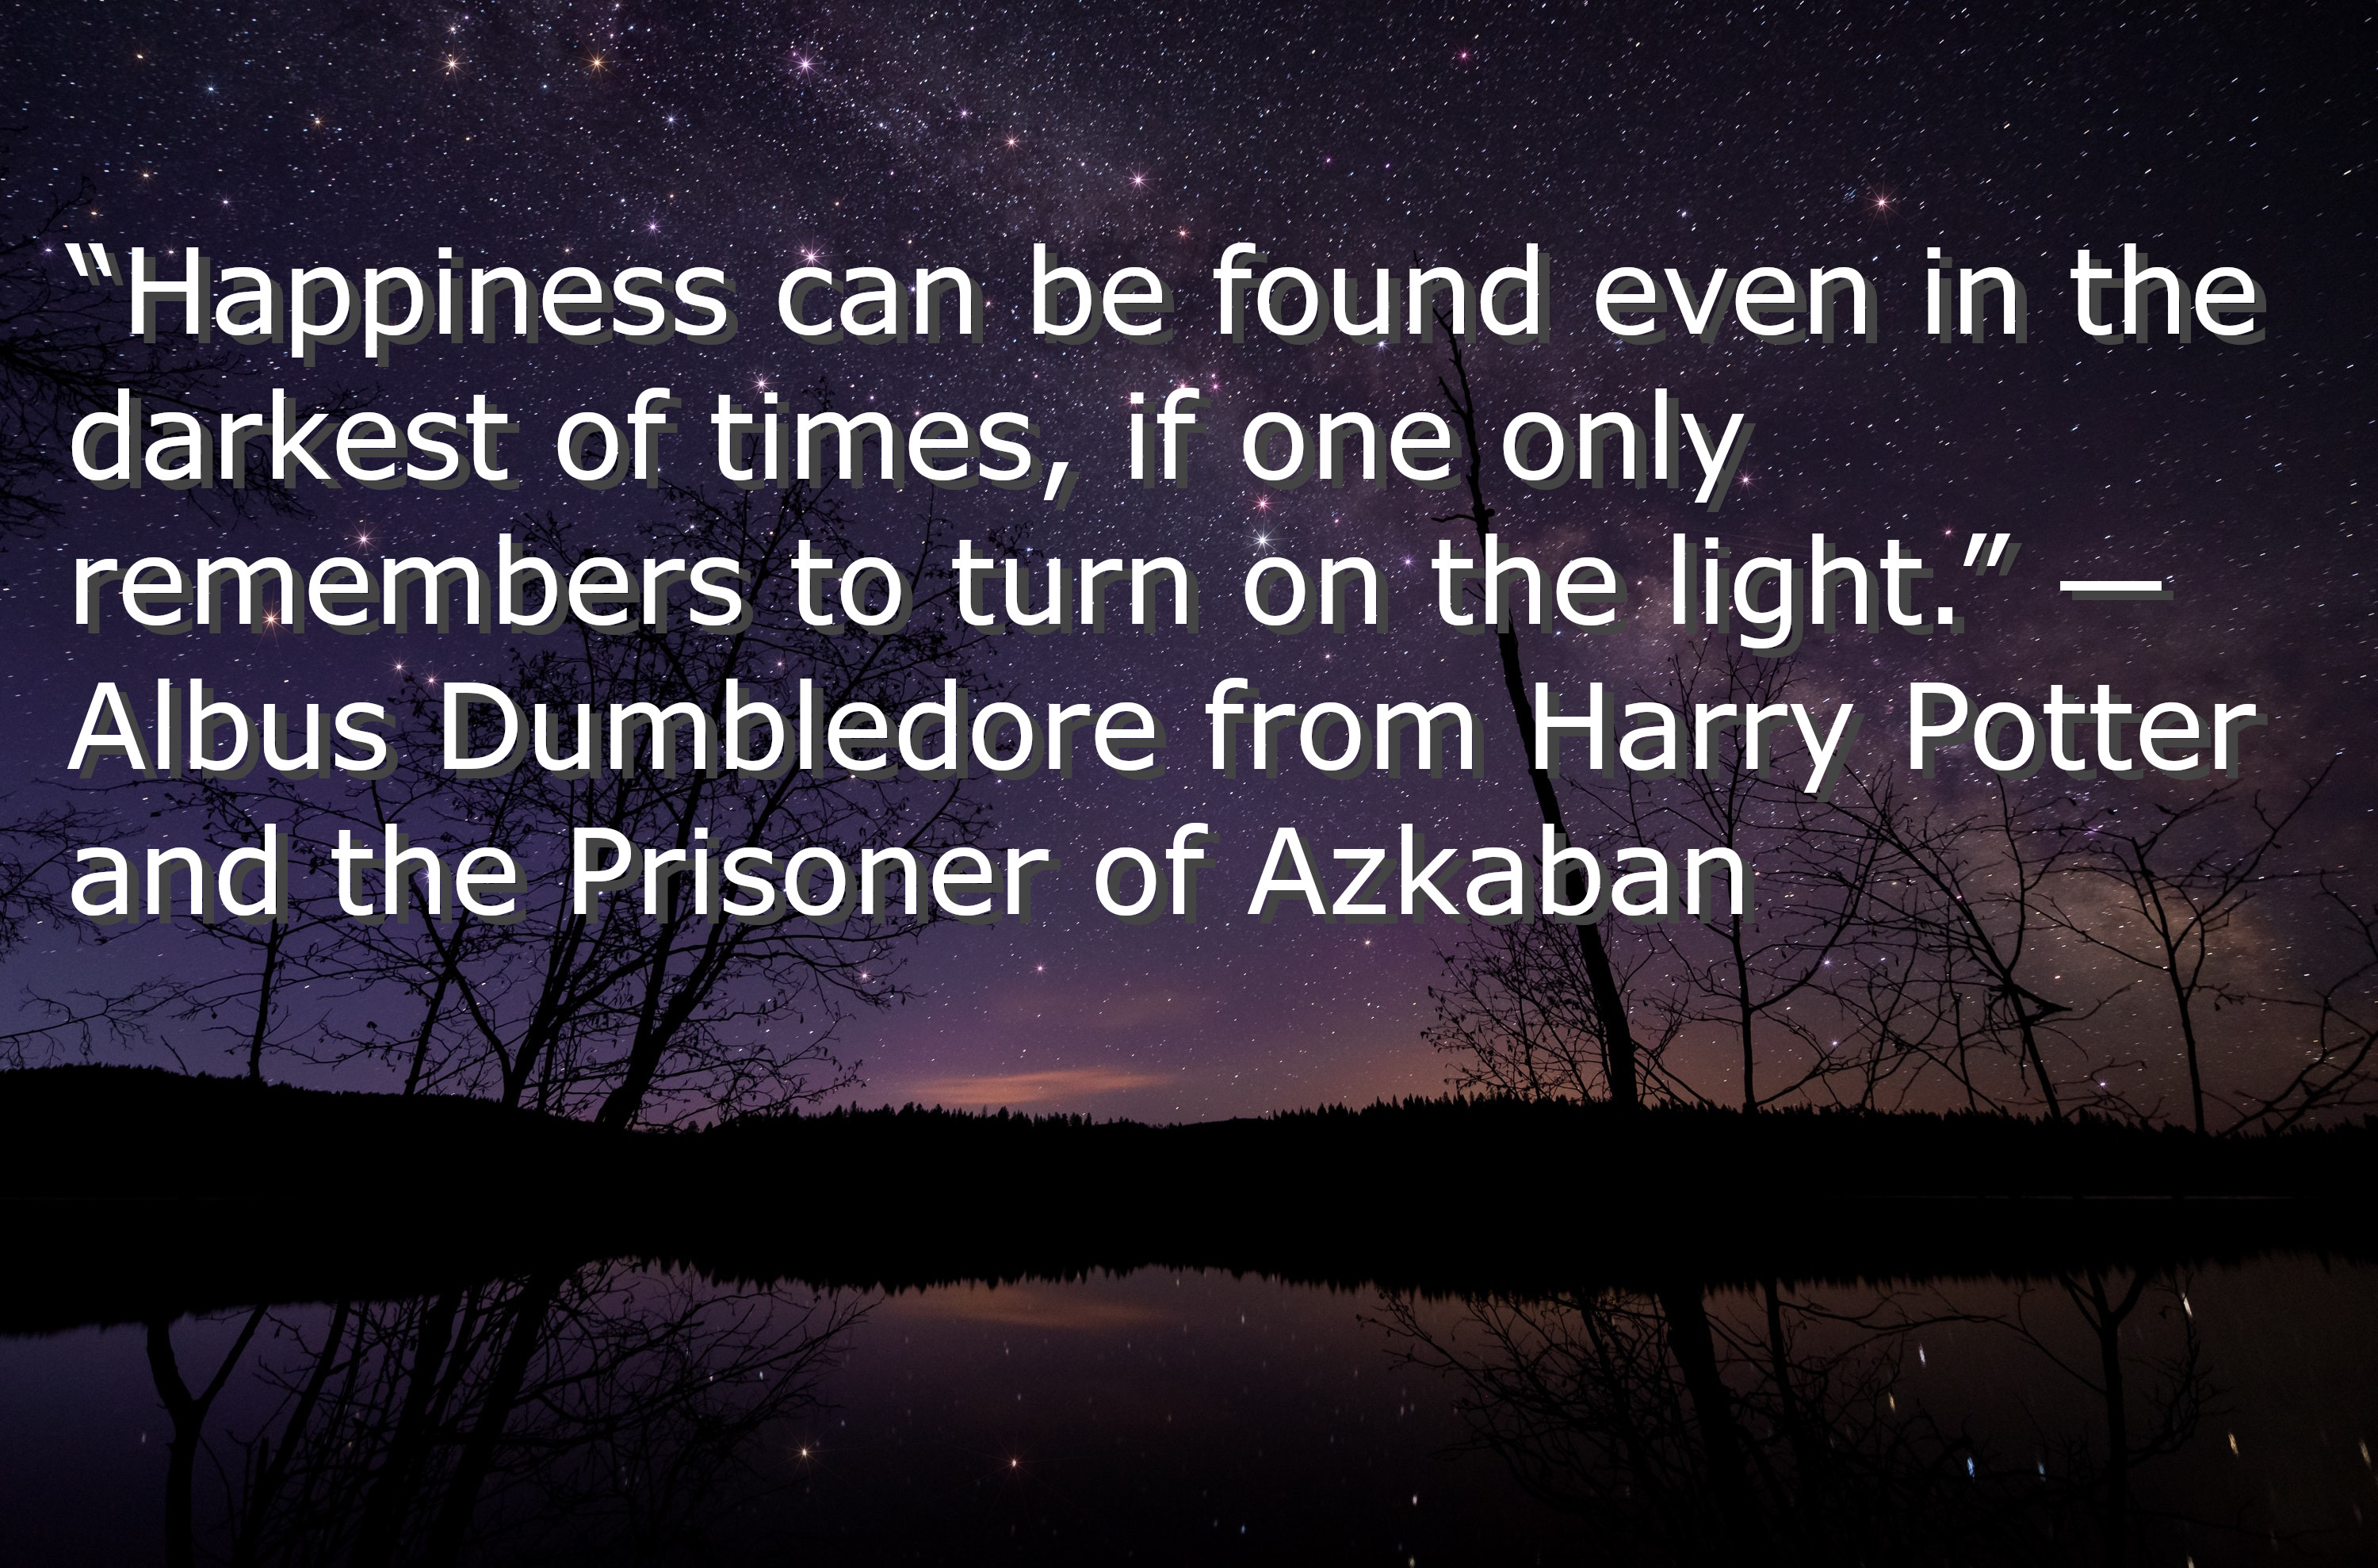 “Happiness can be found even in the
darkest of times, if one only
remembers to turn on the light.” —
Albus Dumbledore from Harry Potter
and the Prisoner of Azkaban